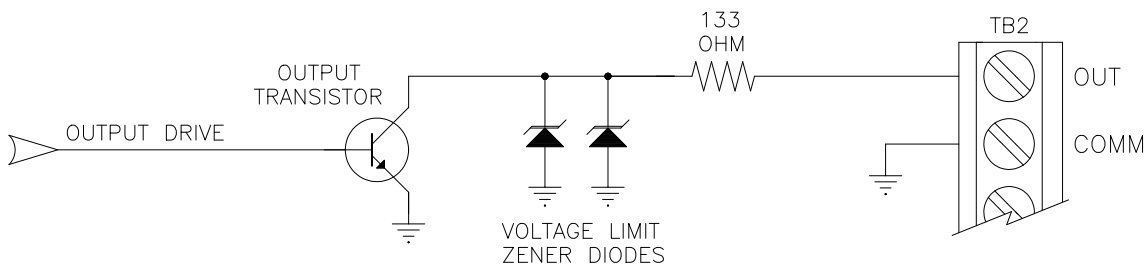 133
OHM
TB2
OUTPUT
TRANSISTOR
OUT
OUTPUT DRIVE
COMM
VOLTAGE LIMIT
ZENER DIODES